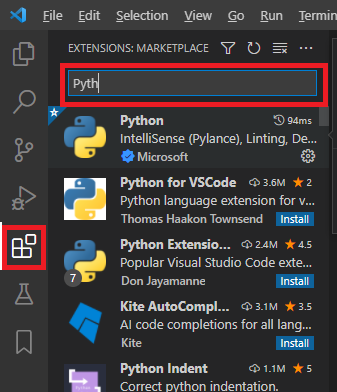 File Edit Selection View Go Run Termin
EXTENSIONS: MARKETPLACE
Pyth
Python 94ms
IntelliSense (Pylance), Linting, De...
Microsoft
Python for VSCode 3.6M 2
Python language extension for v...
Thomas Haakon Townsend Install
Python Extensio... 2.4M 4.5
Popular Visual Studio Code exte...
7
Don Jayamanne Install
Kite AutoCompl... 3.1M 3.5
AI code completions for all lang...
Kite Install
Python Indent 1.1M 5
Correct python indentation.